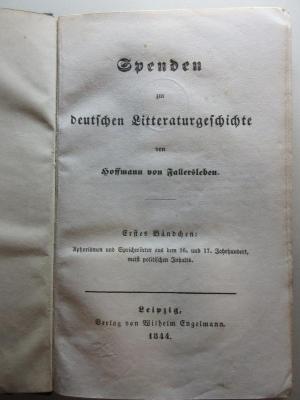 Spenden
zur
deutschen Litteraturgeschichte
von
Hoffmann von Fallersleben.
Erstes Bändchen:
Aphorismen und Sprichwörter aus dem 16. und 17. Jahrhundert,
meist politischen Inhalts.
Leipzig,
Verlag von Wilhelm Engelmann.
1844.